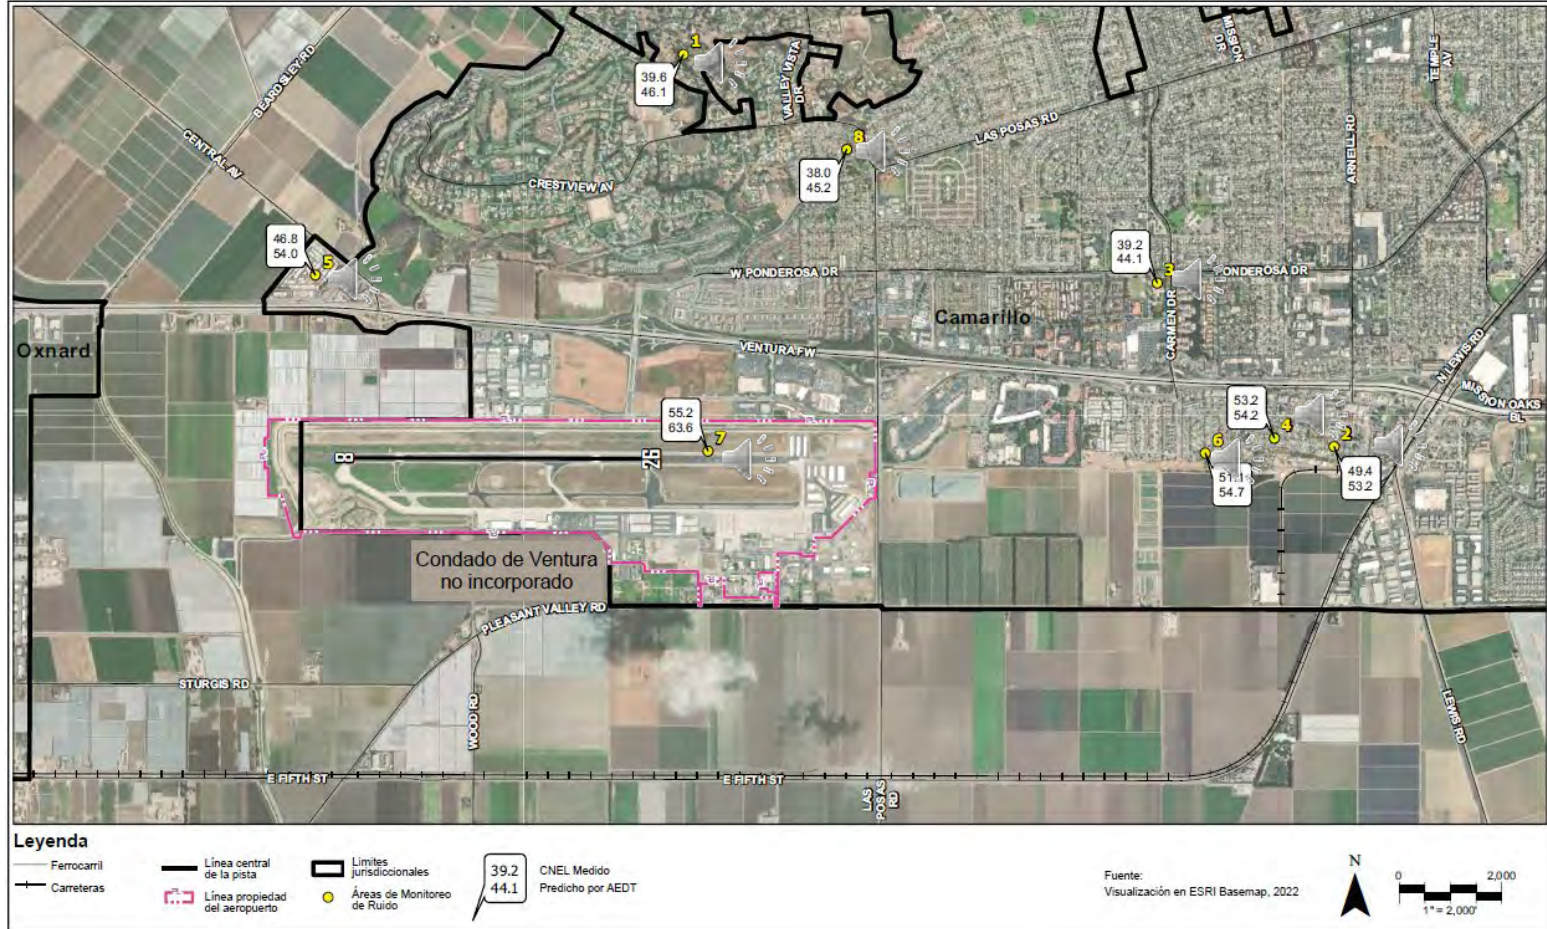 BEARDSLEY RD
CENTRAL AV
1
39.6
46.1
VALLEY VISTA
DR
MISSION
DR
TEMPLE
AV
8
38.0
45.2
LAS POSAS RD
CRESTVIEW AV
ARNEILL RD
46.8
54.0
5
39.2
44.1
3
W PONDEROSA DR
PONDEROSA DR
CARMEN DR
Oxnard
Camarillo
VENTURA FW
N LEWIS RD
MISSION OAKS
BL
55.2
63.6
7
8
26
53.2
54.2
4
2
6
51.1
54.7
49.4
53.2
Condado de Ventura
no incorporado
PLEASANT VALLEY RD
STURGIS RD
WOOD RD
LEWIS RD
E FIFTH ST
E FIFTH ST
LAS
POSAS
RD
Leyenda
Ferrocarril
Carreteras
Línea central
de la pista
Línea propiedad
del aeropuerto
Limites
jurisdiccionales
Áreas de Monitoreo
de Ruido
39.2
44.1
CNEL Medido
Predicho por AEDT
Fuente:
Visualización en ESRI Basemap, 2022
N
0
2,000
1" = 2,000'